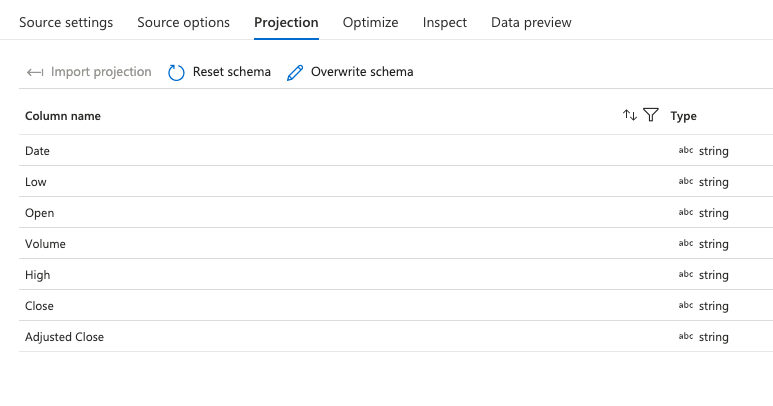 Source settings Source options Projection Optimize Inspect Data preview
Import projection Reset schema Overwrite schema
Column name Type
Date abc string
Low abc string
Open abc string
Volume abc string
High abc string
Close abc string
Adjusted Close abc string